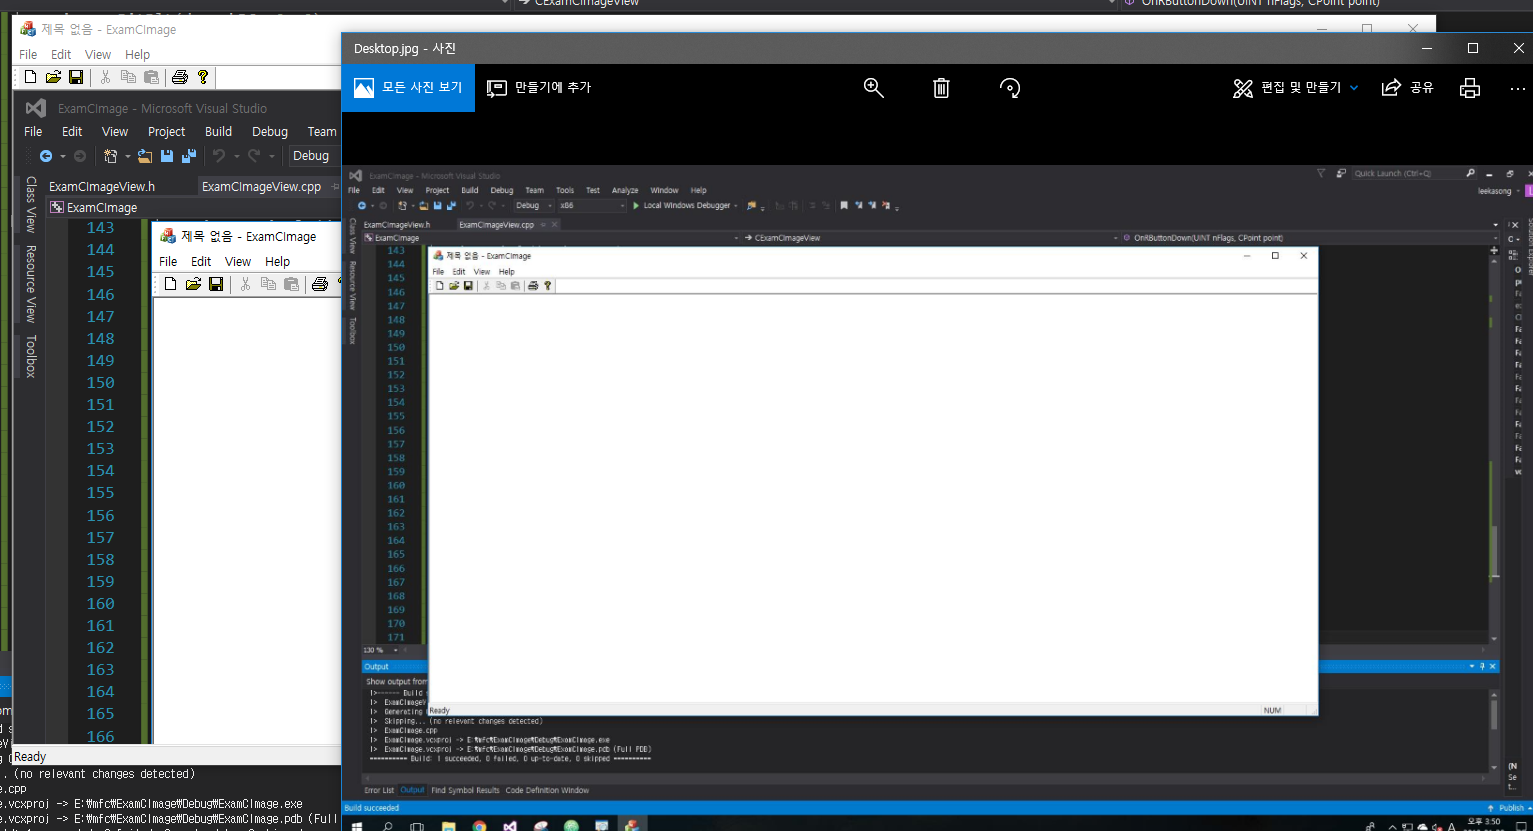 CExamCImageView
OnRButtonDown(UINT nFlags, CPoint point)
제목 없음 - ExamCImage
File Edit View Help
ExamCImage - Microsoft Visual Studio
File Edit View Project Build Debug Team
Debug
ExamCImageView.h ExamCImageView.cpp
ExamCImage
Class View
Resource View
Toolbox
143
144
145
146
147
148
149
150
151
152
153
154
155
156
157
158
159
160
161
162
163
164
165
166
제목 없음 - ExamCImage
File Edit View Help
Ready
. (no relevant changes detected)
e.cpp
e.vcxproj -> E:₩mfc₩ExamCImage₩Debug₩ExamCImage.exe
e.vcxproj -> E:₩mfc₩ExamCImage₩Debug₩ExamCImage.pdb (Full
Desktop.jpg - 사진
모든 사진 보기
만들기에 추가
편집 및 만들기
공유
ExamCImage - Microsoft Visual Studio
Quick Launch (Ctrl+Q)
File Edit View Project Build Debug Team Tools Test Analyze Window Help
leekasong
Debug x86 Local Windows Debugger
ExamCImageView.h ExamCImageView.cpp
ExamCImage CExamCImageView OnRButtonDown(UINT nFlags, CPoint point)
Class View
Resource View
Toolbox
143
144
145
146
147
148
149
150
151
152
153
154
155
156
157
158
159
160
161
162
163
164
165
166
167
168
169
170
171
제목 없음 - ExamCImage
File Edit View Help
Ready NUM
130 %
Output
Show output from
1>------ Build s
1> ExamCImageV
1> Generating
1> Skipping... (no relevant changes detected)
1> ExamCImage.cpp
1> ExamCImage.vcxproj -> E:₩mfc₩ExamCImage₩Debug₩ExamCImage.exe
1> ExamCImage.vcxproj -> E:₩mfc₩ExamCImage₩Debug₩ExamCImage.pdb (Full PDB)
========== Build: 1 succeeded, 0 failed, 0 up-to-date, 0 skipped ==========
Error List Output Find Symbol Results Code Definition Window
Build succeeded
Publish
A 오후 3:50